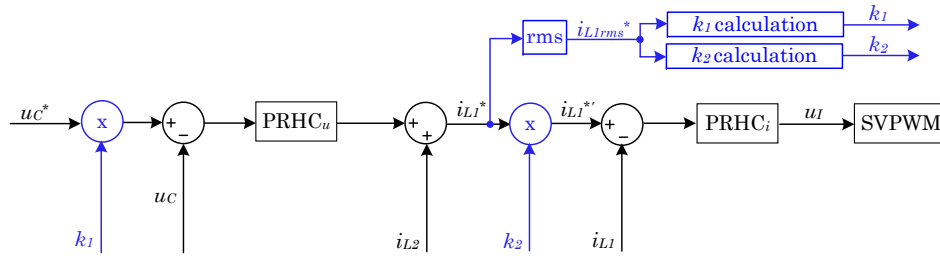 k1
rms
iL1rms*
k1 calculation
k2 calculation
k2
uC*
x
+
-
PRHCu
+
+
iL1*
x
iL1*'
+
-
PRHCi
uI
SVPWM
uC
k1
iL2
k2
iL1